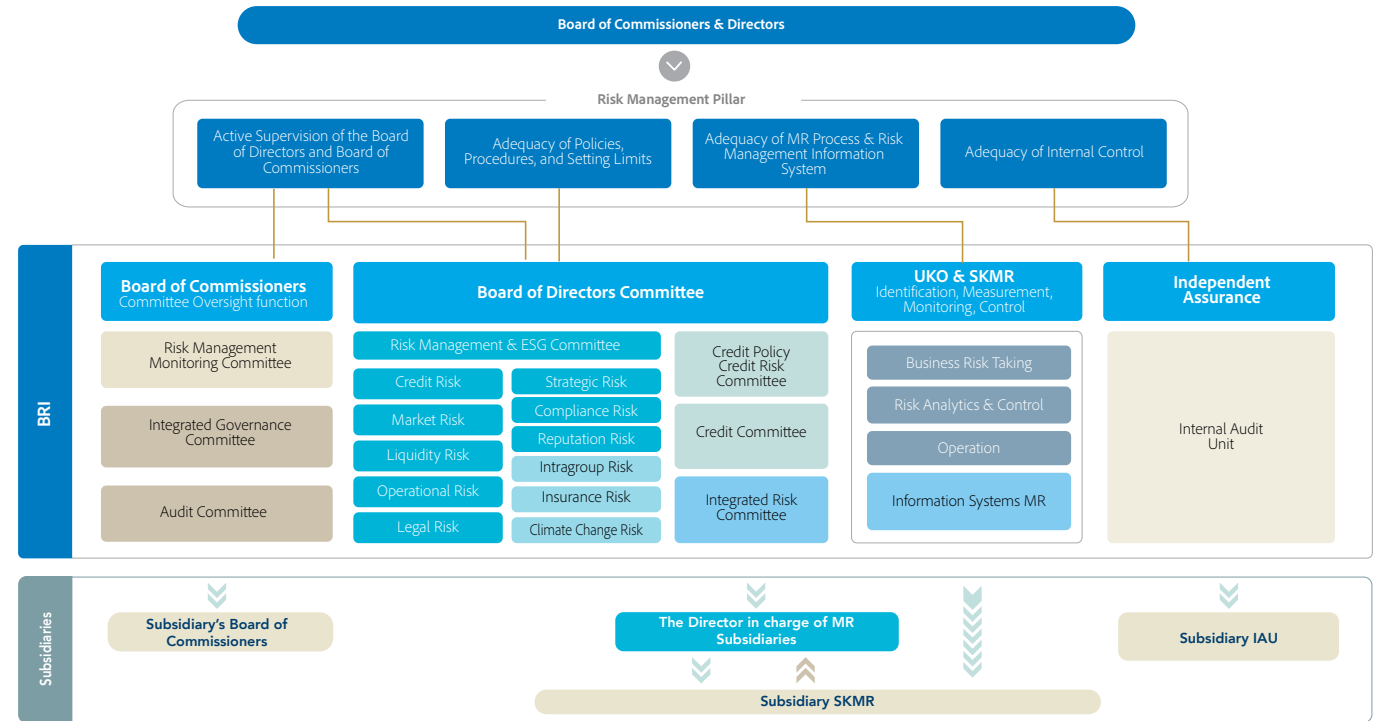 Board of Commissioners & Directors
Risk Management Pillar
Active Supervision of the Board
of Directors and Board of
Commissioners
Adequacy of Policies,
Procedures, and Setting Limits
Adequacy of MR Process & Risk
Management Information
System
Adequacy of Internal Control
BRI
Board of Commissioners
Committee Oversight function
Risk Management
Monitoring Committee
Integrated Governance
Committee
Audit Committee
Board of Directors Committee
Risk Management & ESG Committee
Credit Risk
Market Risk
Liquidity Risk
Operational Risk
Legal Risk
Strategic Risk
Compliance Risk
Reputation Risk
Intragroup Risk
Insurance Risk
Climate Change Risk
Credit Policy
Credit Risk
Committee
Credit Committee
Integrated Risk
Committee
UKO & SKMR
Identification, Measurement,
Monitoring, Control
Business Risk Taking
Risk Analytics & Control
Operation
Information Systems MR
Independent
Assurance
Internal Audit
Unit
Subsidiaries
Subsidiary's Board of
Commissioners
The Director in charge of MR
Subsidiaries
Subsidiary SKMR
Subsidiary IAU